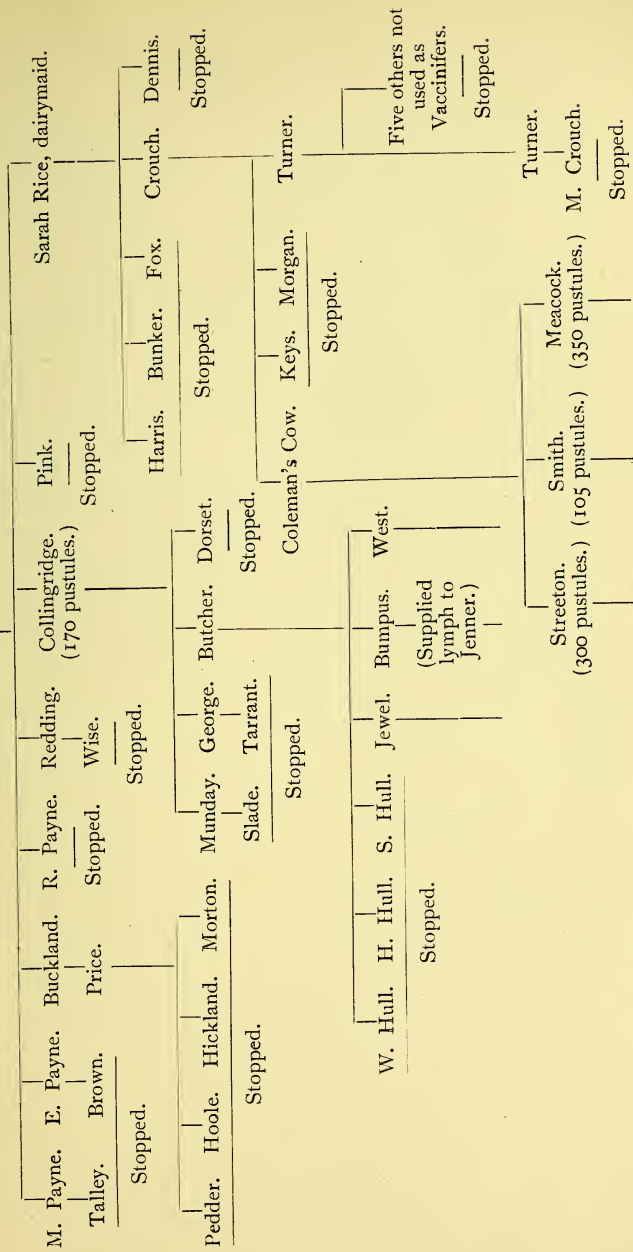 M. Payne. E. Payne. Buckland. R. Payne. Redding. Collingridge. Pink. Sarah Rice, dairymaid.
(170 pustules.)
Talley. Brown. Price. Stopped. Wise. Stopped.
Stopped. Stopped.
Harris. Bunker. Fox. Crouch. Dennis.
Stopped. Stopped.
Pedder. Hoole. Hickland. Morton. Munday. George. Butcher. Dorset.
Slade. Tarrant. Stopped.
Stopped. Stopped.
Coleman's Cow. Keys. Morgan. Turner.
Stopped.
Five others not
used as
Vaccinifers.
Stopped.
W. Hull. H. Hull. S. Hull. Jewel. Bumpus. West.
Stopped. (Supplied
lymph to
Jenner.)
Streeton. Smith. Meacock. Turner.
(300 pustules.) (105 pustules.) (350 pustules.) M. Crouch.
Stopped.